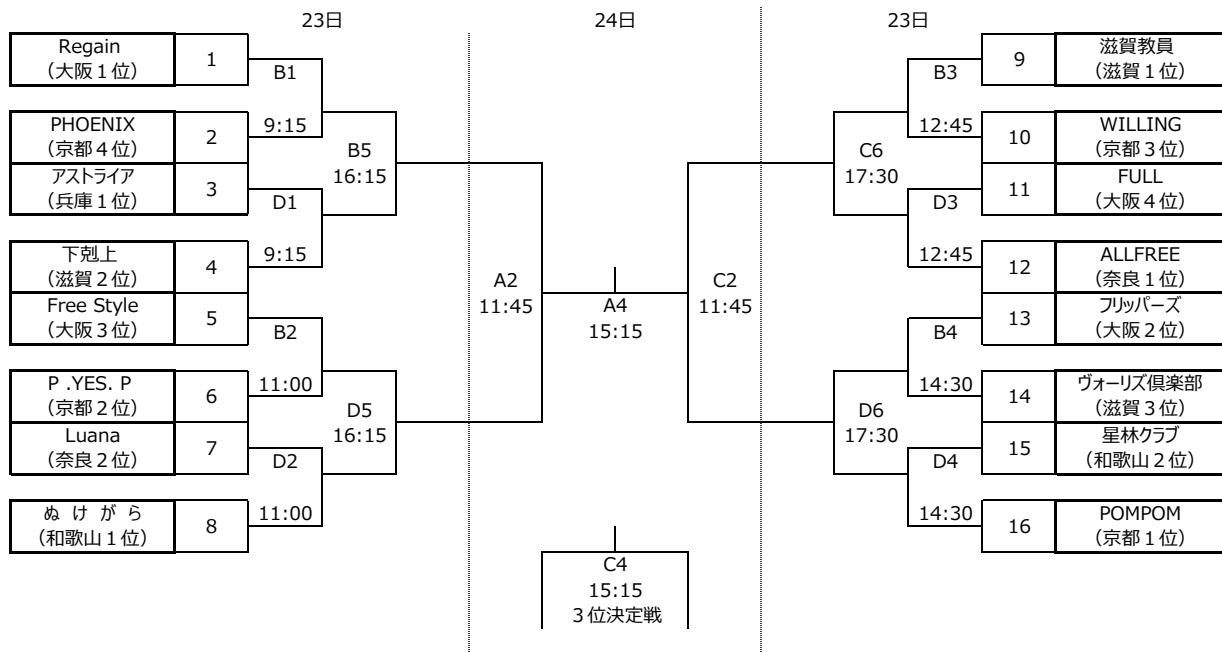 23日
24日
23日
Regain
（大阪１位）
1
B1
9:15
PHOENIX
（京都４位）
2
アストライア
（兵庫１位）
3
D1
9:15
下剋上
（滋賀２位）
4
B5
16:15
Free Style
（大阪３位）
5
B2
11:00
P .YES. P
（京都２位）
6
Luana
（奈良２位）
7
D2
11:00
ぬ け が ら
（和歌山１位）
8
D5
16:15
A2
11:45
A4
15:15
C2
11:45
C4
15:15
３位決定戦
C6
17:30
D6
17:30
B3
12:45
9
滋賀教員
（滋賀１位）
10
WILLING
（京都３位）
11
FULL
（大阪４位）
D3
12:45
12
ALLFREE
（奈良１位）
13
フリッパーズ
（大阪２位）
B4
14:30
14
ヴォーリズ倶楽部
（滋賀３位）
15
星林クラブ
（和歌山２位）
D4
14:30
16
POMPOM
（京都１位）